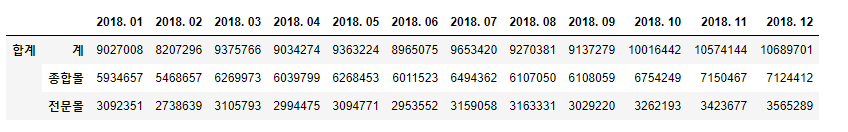 2018. 01 2018. 02 2018. 03 2018. 04 2018. 05 2018. 06 2018. 07 2018. 08 2018. 09 2018. 10 2018. 11 2018. 12
합계 계 9027008 8207296 9375766 9034274 9363224 8965075 9653420 9270381 9137279 10016442 10574144 10689701
종합몰 5934657 5468657 6269973 6039799 6268453 6011523 6494362 6107050 6108059 6754249 7150467 7124412
전문몰 3092351 2738639 3105793 2994475 3094771 2953552 3159058 3163331 3029220 3262193 3423677 3565289